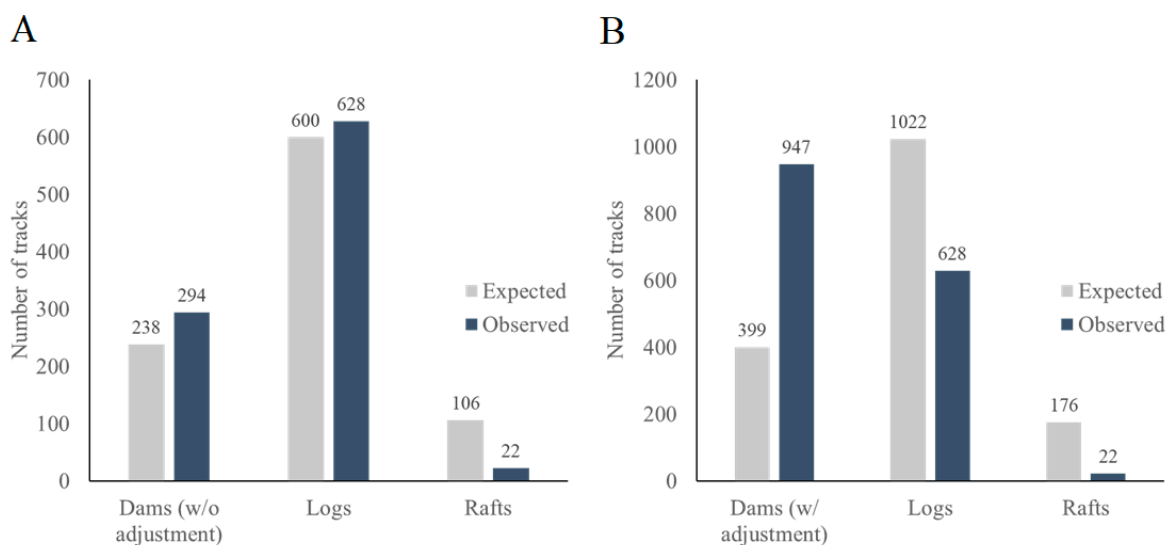 A
700
600
500
400
300
200
100
0
Number of tracks
238
294
600
628
106
22
Expected
Observed
Dams (w/o
adjustment)
Logs
Rafts
B
1200
1000
800
600
400
200
0
Number of tracks
399
947
1022
628
176
22
Expected
Observed
Dams (w/
adjustment)
Logs
Rafts